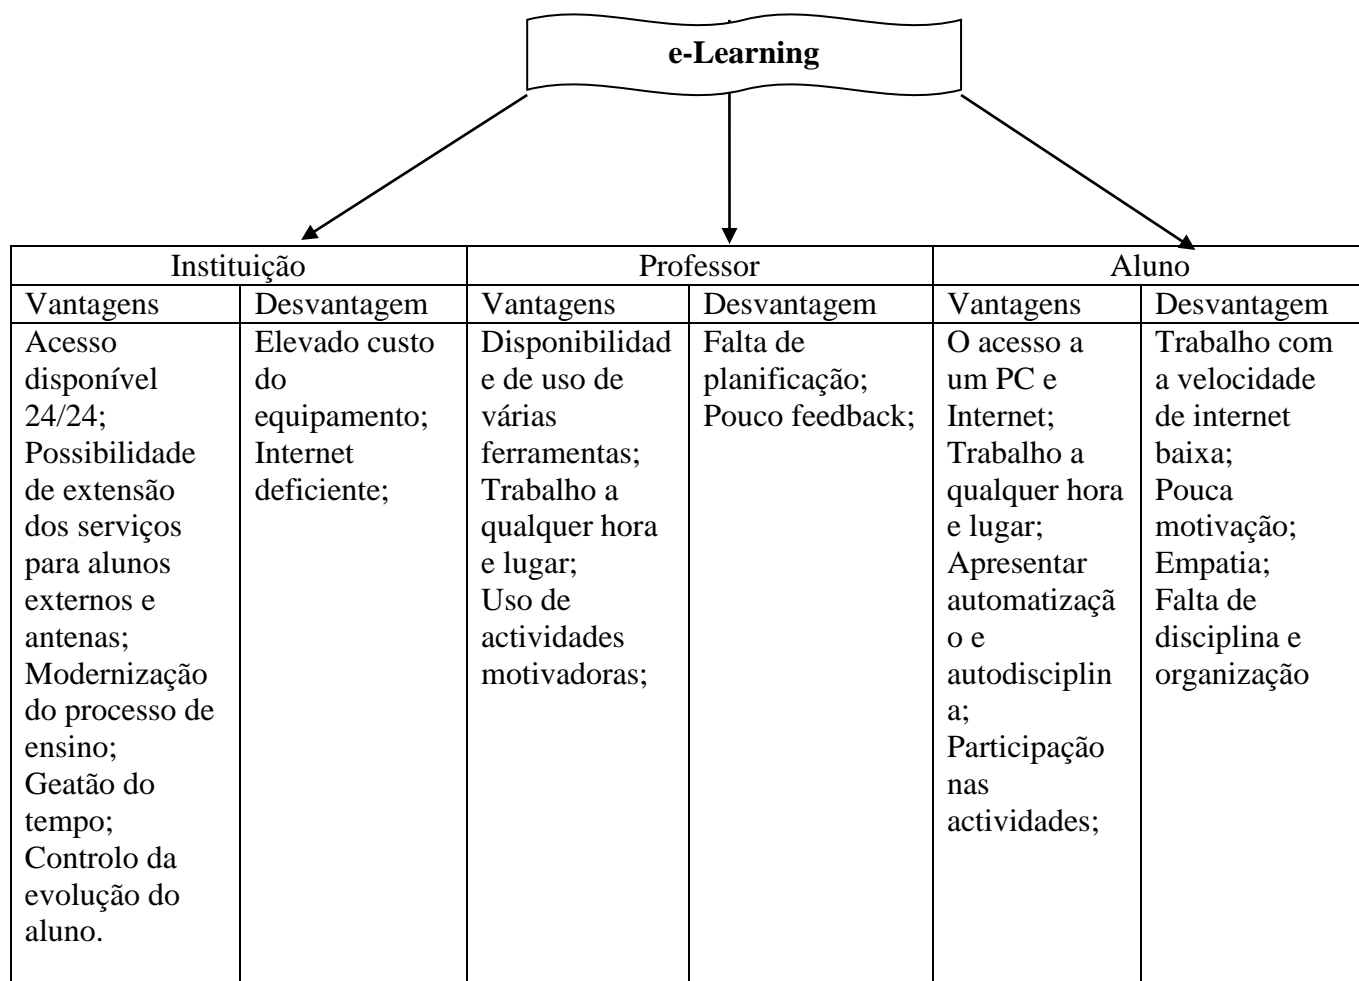 e-Learning
Instituição
Professor
Aluno
Vantagens
Desvantagem
Vantagens
Desvantagem
Vantagens
Desvantagem
Acesso
disponível
24/24;
Possibilidade
de extensão
dos serviços
para alunos
externos e
antenas;
Modernização
do processo de
ensino;
Geatão do
tempo;
Controlo da
evolução do
aluno.
Elevado custo
do
equipamento;
Internet
deficiente;
Disponibilidad
e de uso de
várias
ferramentas;
Trabalho a
qualquer hora
e lugar;
Uso de
actividades
motivadoras;
Falta de
planificação;
Pouco feedback;
O acesso a
um PC e
Internet;
Trabalho a
qualquer hora
e lugar;
Apresentar
automatizaçã
o e
autodisciplin
a;
Participação
nas
actividades;
Trabalho com
a velocidade
de internet
baixa;
Pouca
motivação;
Empatia;
Falta de
disciplina e
organização